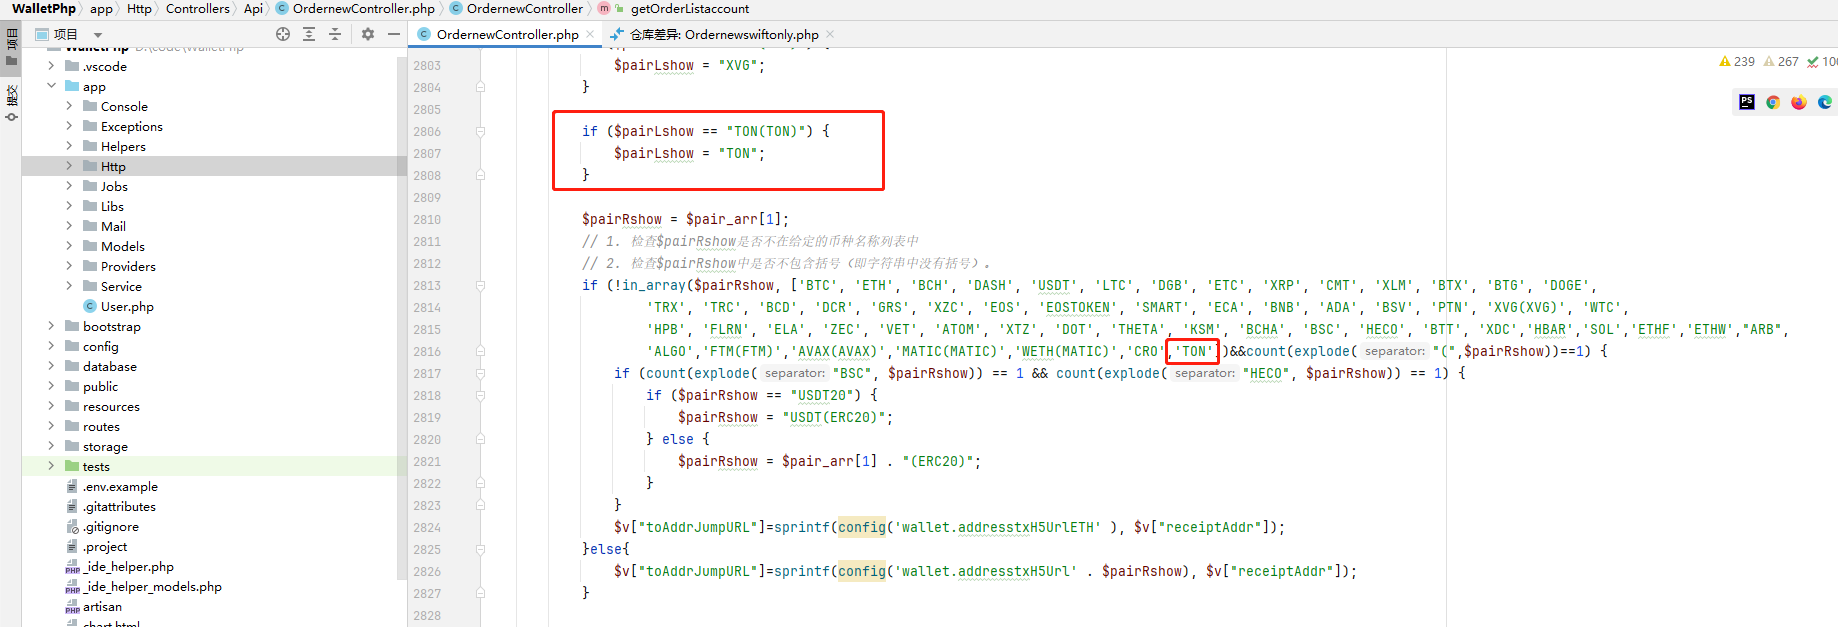 WalletPhp 〉 app 〉 Http 〉 Controllers 〉 Api 〉 OrdernewController.php 〉 OrdernewController 〉 getOrderListaccount
项目
提交
项目
OrdernewController.php
仓库差异: Ordernewswiftonly.php
WalletPhp D:\code\WalletPhp
.vscode
app
Console
Exceptions
Helpers
Http
Jobs
Libs
Mail
Models
Providers
Service
User.php
bootstrap
config
database
public
resources
routes
storage
tests
.env.example
.gitattributes
.gitignore
.project
_ide_helper.php
_ide_helper_models.php
artisan
chart.html
239 267 100
2803 $pairLshow = "XVG";
2804 }
2805
2806 if ($pairLshow == "TON(TON)") {
2807 $pairLshow = "TON";
2808 }
2809
2810 $pairRshow = $pair_arr[1];
2811 // 1. 检查$pairRshow是否不在给定的币种名称列表中
2812 // 2. 检查$pairRshow中是否不包含括号（即字符串中没有括号）。
2813 if (!in_array($pairRshow, ['BTC', 'ETH', 'BCH', 'DASH', 'USDT', 'LTC', 'DGB', 'ETC', 'XRP', 'CMT', 'XLM', 'BTX', 'BTG', 'DOGE',
2814 'TRX', 'TRC', 'BCD', 'DCR', 'GRS', 'XZC', 'EOS', 'EOSTOKEN', 'SMART', 'ECA', 'BNB', 'ADA', 'BSV', 'PTN', 'XVG(XVG)', 'WTC',
2815 'HPB', 'FLRN', 'ELA', 'ZEC', 'VET', 'ATOM', 'XTZ', 'DOT', 'THETA', 'KSM', 'BCHA', 'BSC', 'HECO', 'BTT', 'XDC','HBAR','SOL','ETHF','ETHW',"ARB",
2816 'ALGO','FTM(FTM)','AVAX(AVAX)','MATIC(MATIC)','WETH(MATIC)','CRO','TON'])&&count(explode( separator: "(",$pairRshow))==1) {
2817 if (count(explode( separator: "BSC", $pairRshow)) == 1 && count(explode( separator: "HECO", $pairRshow)) == 1) {
2818 if ($pairRshow == "USDT20") {
2819 $pairRshow = "USDT(ERC20)";
2820 } else {
2821 $pairRshow = $pair_arr[1] . "(ERC20)";
2822 }
2823 }
2824 $v["toAddrJumpURL"]=sprintf(config('wallet.addresstxH5UrlETH' ), $v["receiptAddr"]);
2825 }else{
2826 $v["toAddrJumpURL"]=sprintf(config('wallet.addresstxH5Url' . $pairRshow), $v["receiptAddr"]);
2827 }
2828